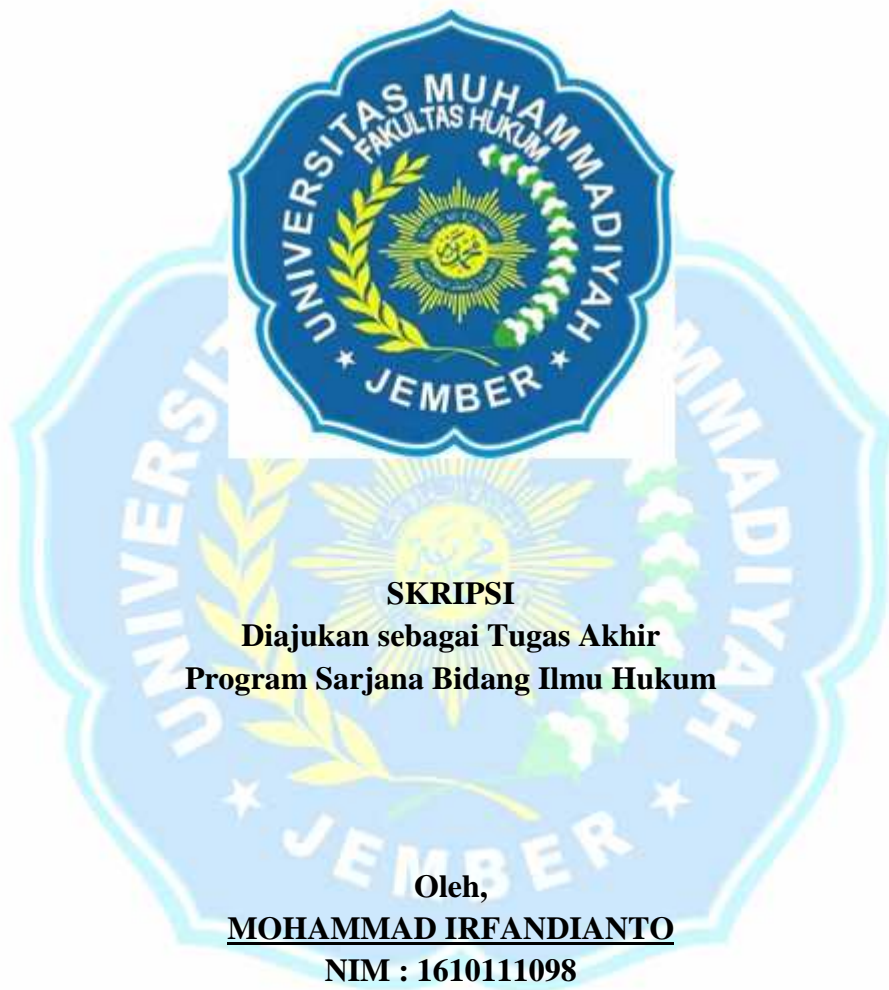 UNIVERSITAS MUHAMMADIYAH
FAKULTAS HUKUM
JEMBER
SKRIPSI
Diajukan sebagai Tugas Akhir
Program Sarjana Bidang Ilmu Hukum
Oleh,
MOHAMMAD IRFANDIANTO
NIM : 1610111098